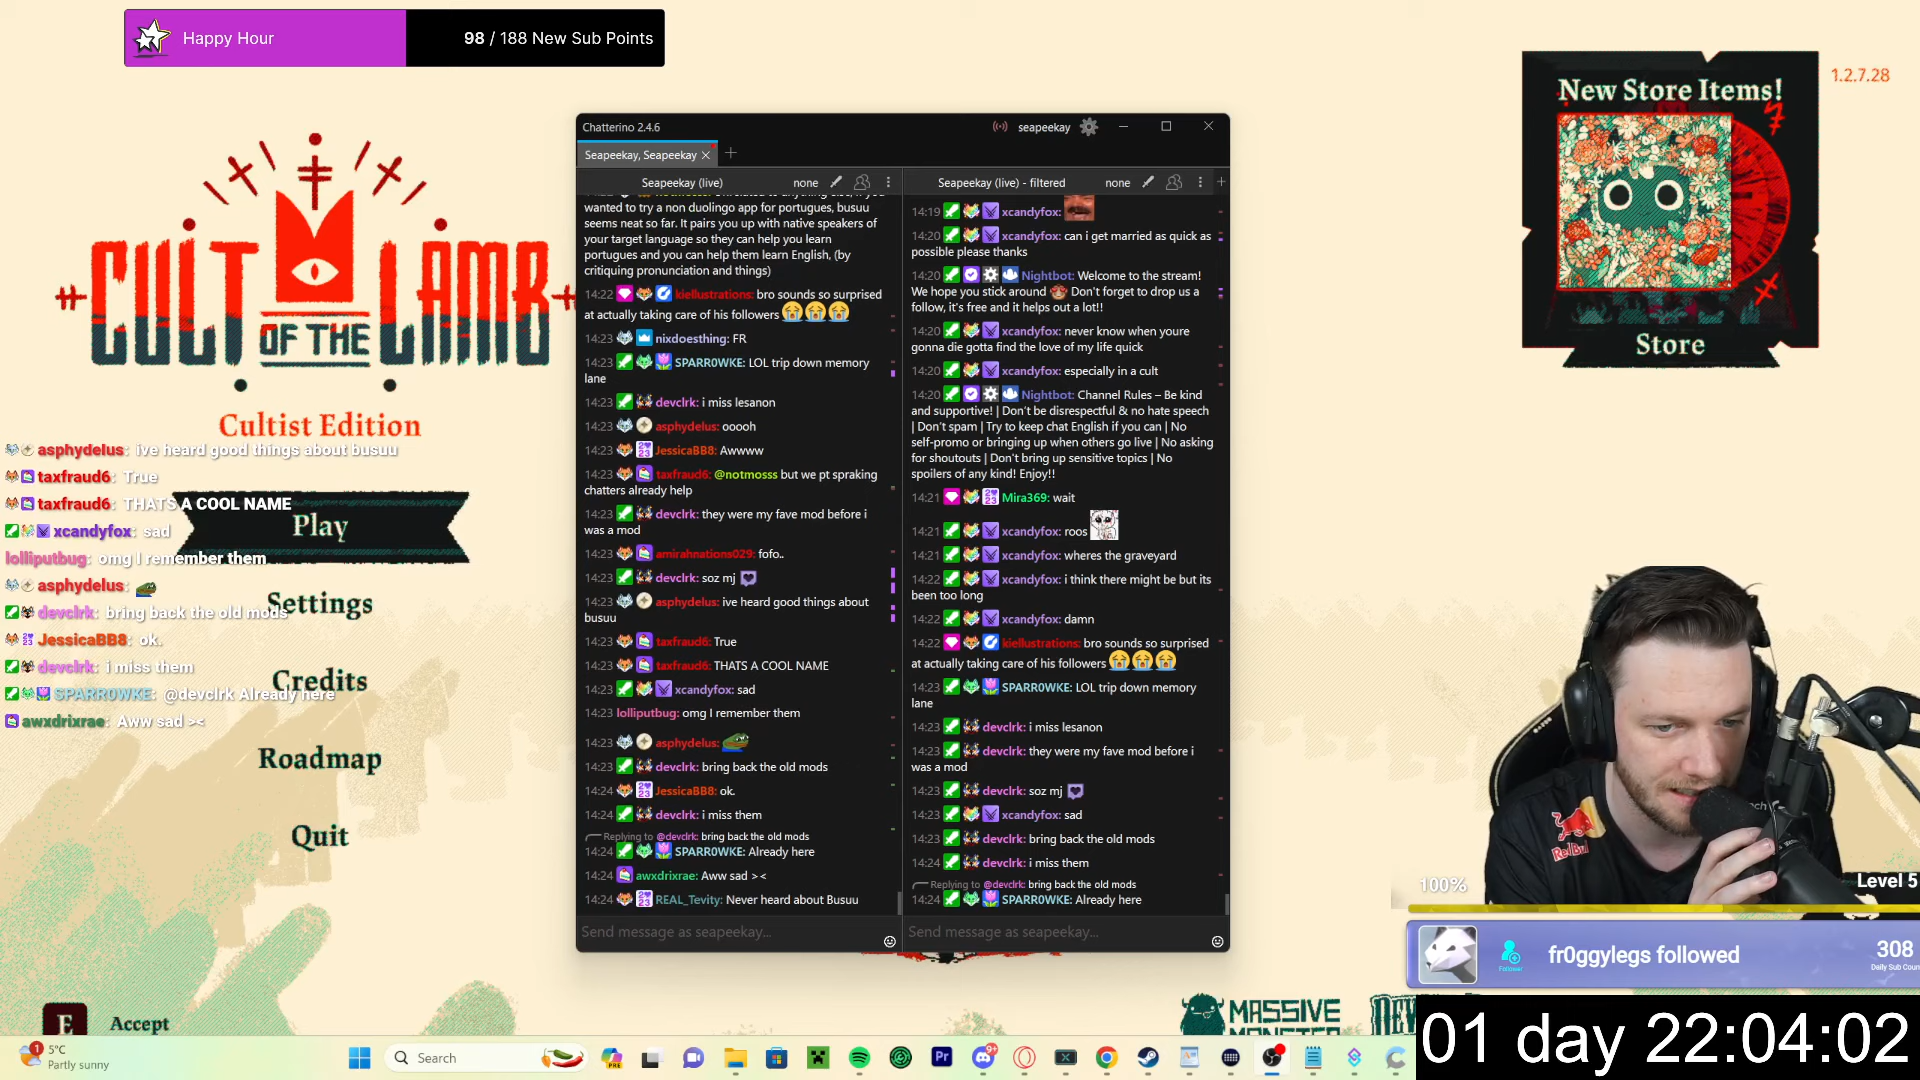 Happy Hour
98 / 188 New Sub Points
New Store Items!
1.2.7.28
Store
CULT OF THE LAMB
Cultist Edition
asphydelus: ive heard good things about busuu
taxfraud6: True
taxfraud6: THATS A COOL NAME
xcandyfox: sad
lolliputbug: omg I remember them
asphydelus:
devclrk: bring back the old mods
JessicaBB8: ok.
devclrk: i miss them
SPARR0WKE: @devclrk Already here
awxdrixrae: Aww sad ><
Play
Settings
Credits
Roadmap
Quit
E Accept
Chatterino 2.4.6
seapeekay
Seapeekay, Seapeekay
Seapeekay (live)
none
wanted to try a non duolingo app for portugues, busuu
seems neat so far. It pairs you up with native speakers of
your target language so they can help you learn
portugues and you can help them learn English, (by
critiquing pronunciation and things)
14:22 kiellustrations: bro sounds so surprised
at actually taking care of his followers 😭😭😭
14:23 nixdoesthing: FR
14:23 SPARR0WKE: LOL trip down memory
lane
14:23 devclrk: i miss lesanon
14:23 asphydelus: ooooh
14:23 JessicaBB8: Awwww
14:23 taxfraud6: @notmosss but we pt spraking
chatters already help
14:23 devclrk: they were my fave mod before i
was a mod
14:23 amirahnations029: fofo..
14:23 devclrk: soz mj
14:23 asphydelus: ive heard good things about
busuu
14:23 taxfraud6: True
14:23 taxfraud6: THATS A COOL NAME
14:23 xcandyfox: sad
14:23 lolliputbug: omg I remember them
14:23 asphydelus:
14:23 devclrk: bring back the old mods
14:24 JessicaBB8: ok.
14:24 devclrk: i miss them
Replying to @devclrk: bring back the old mods
14:24 SPARR0WKE: Already here
14:24 awxdrixrae: Aww sad ><
14:24 REAL_Tevity: Never heard about Busuu
Send message as seapeekay...
Seapeekay (live) - filtered
none
14:19 xcandyfox:
14:20 xcandyfox: can i get married as quick as
possible please thanks
14:20 Nightbot: Welcome to the stream!
We hope you stick around Don't forget to drop us a
follow, it's free and it helps out a lot!!
14:20 xcandyfox: never know when youre
gonna die gotta find the love of my life quick
14:20 xcandyfox: especially in a cult
14:20 Nightbot: Channel Rules – Be kind
and supportive! | Don't be disrespectful & no hate speech
| Don't spam | Try to keep chat English if you can | No
self-promo or bringing up when others go live | No asking
for shoutouts | Don't bring up sensitive topics | No
spoilers of any kind! Enjoy!!
14:21 Mira369: wait
14:21 xcandyfox: roos
14:21 xcandyfox: wheres the graveyard
14:22 xcandyfox: i think there might be but its
been too long
14:22 xcandyfox: damn
14:22 kiellustrations: bro sounds so surprised
at actually taking care of his followers 😭😭😭
14:23 SPARR0WKE: LOL trip down memory
lane
14:23 devclrk: i miss lesanon
14:23 devclrk: they were my fave mod before i
was a mod
14:23 devclrk: soz mj
14:23 xcandyfox: sad
14:23 devclrk: bring back the old mods
14:24 devclrk: i miss them
Replying to @devclrk: bring back the old mods
14:24 SPARR0WKE: Already here
Send message as seapeekay...
Red Bull
100%
Level 5
Follower
fr0ggylegs followed
308
Daily Sub Coun
MASSIVE
MONSTER
01 day 22:04:02
1
5°C
Partly sunny
Search
PRE
Pr
9+